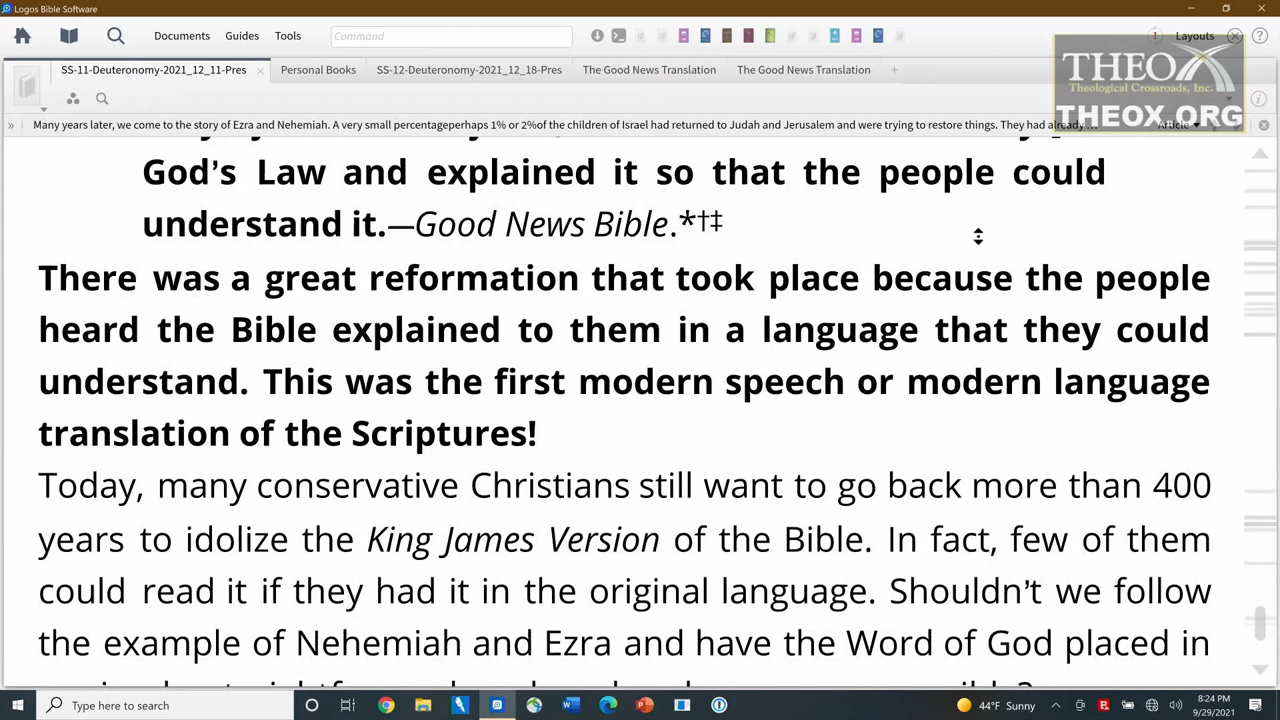 Logos Bible Software
Documents Guides Tools Command Layouts
THEOX
Theological Crossroads, Inc.
THEOX.ORG
SS-11-Deuteronomy-2021_12_11-Pres Personal Books SS-12-Deuteronomy-2021_12_18-Pres The Good News Translation The Good News Translation
Many years later, we come to the story of Ezra and Nehemiah. A very small percentageperhaps 1% or 2%of the children of Israel had returned to Judah and Jerusalem and were trying to restore things. They had already ... Article
God’s Law and explained it so that the people could
understand it.—Good News Bible.*†‡
There was a great reformation that took place because the people
heard the Bible explained to them in a language that they could
understand. This was the first modern speech or modern language
translation of the Scriptures!
Today, many conservative Christians still want to go back more than 400
years to idolize the King James Version of the Bible. In fact, few of them
could read it if they had it in the original language. Shouldn’t we follow
the example of Nehemiah and Ezra and have the Word of God placed in
Type here to search
44°F Sunny
8:24 PM
9/29/2021